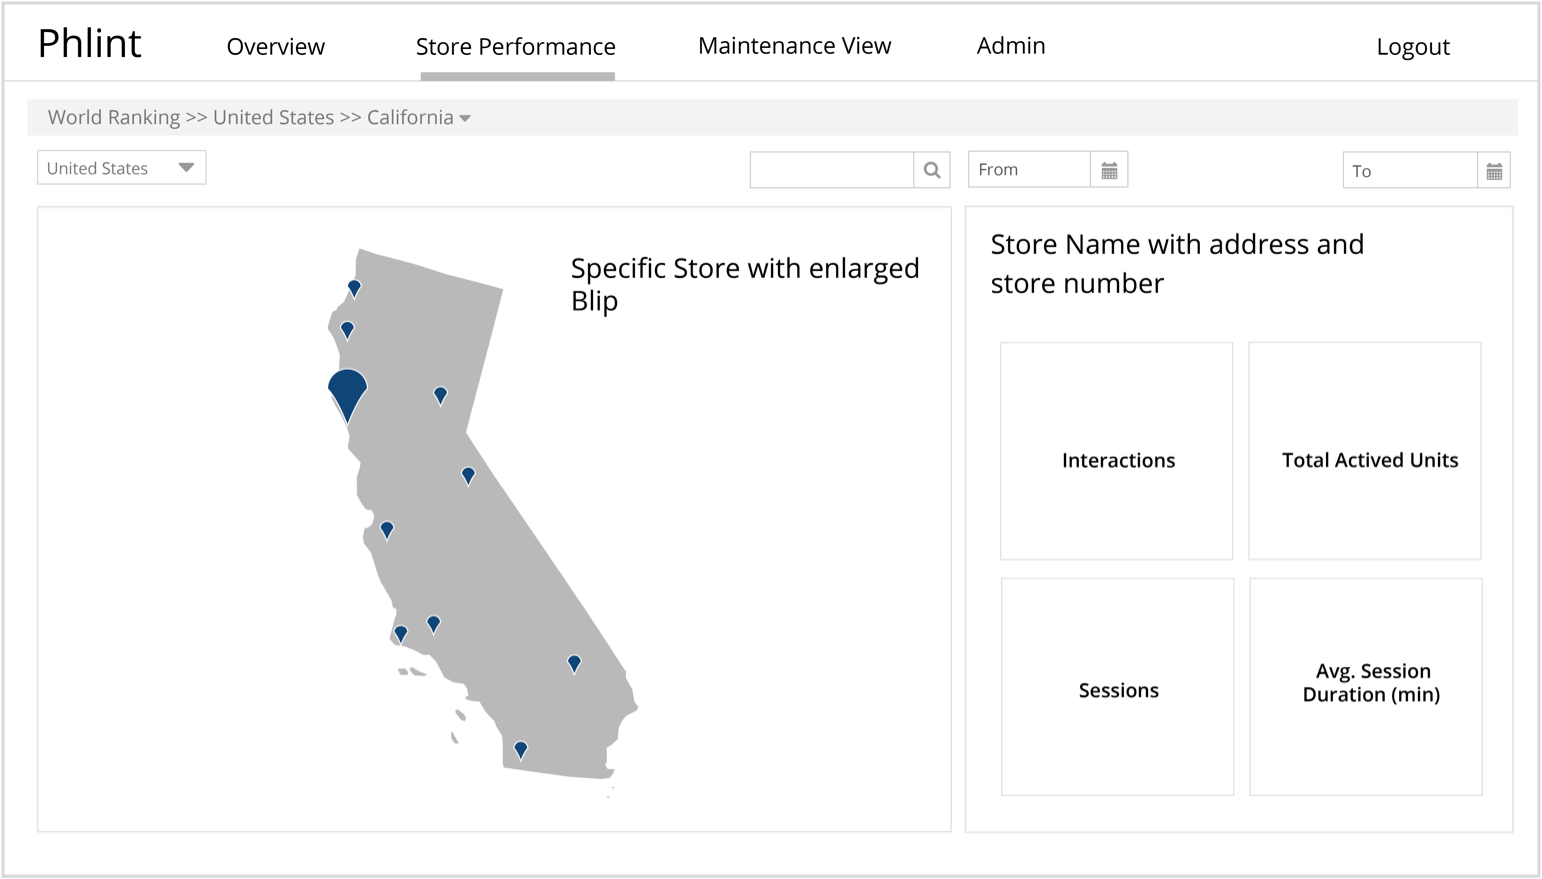 Phlint
Overview
Store Performance
Maintenance View
Admin
Logout
World Ranking >> United States >> California
United States
From
To
Specific Store with enlarged
Blip
Store Name with address and
store number
Interactions
Total Actived Units
Sessions
Avg. Session
Duration (min)